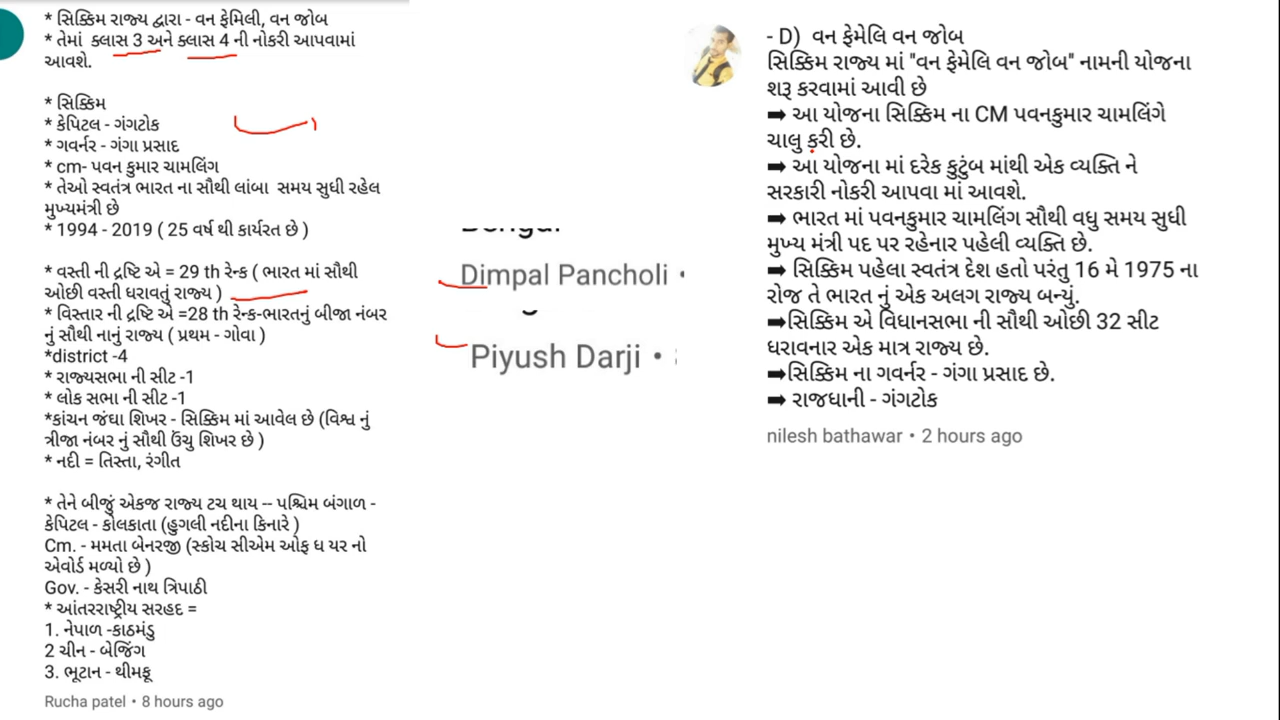 * સિક્કિમ રાજ્ય દ્વારા - વન ફેમિલી, વન જોબ
* તેમાં ક્લાસ 3 અને ક્લાસ 4 ની નોકરી આપવામાં
આવશે.
* સિક્કિમ
* કેપિટલ - ગંગટોક
* ગવર્નર - ગંગા પ્રસાદ
* cm- પવન કુમાર ચામલિંગ
* તેઓ સ્વતંત્ર ભારત ના સૌથી લાંબા સમય સુધી રહેલ
મુખ્યમંત્રી છે
* 1994 - 2019 ( 25 વર્ષ થી કાર્યરત છે )
* વસ્તી ની દ્રષ્ટિ એ = 29 th રેન્ક ( ભારત માં સૌથી
ઓછી વસ્તી ધરાવતું રાજ્ય )
* વિસ્તાર ની દ્રષ્ટિ એ =28 th રેન્ક-ભારતનું બીજા નંબર
નું સૌથી નાનું રાજ્ય ( પ્રથમ - ગોવા )
*district -4
* રાજ્યસભા ની સીટ -1
* લોક સભા ની સીટ -1
*કાંચન જંઘા શિખર - સિક્કિમ માં આવેલ છે (વિશ્વ નું
ત્રીજા નંબર નું સૌથી ઉંચુ શિખર છે )
* નદી = તિસ્તા, રંગીત
* તેને બીજું એકજ રાજ્ય ટચ થાય -- પશ્ચિમ બંગાળ -
કેપિટલ - કોલકાતા (હુગલી નદીના કિનારે )
Cm. - મમતા બેનરજી (સ્કોચ સીએમ ઓફ ધ યર નો
એવોર્ડ મળ્યો છે )
Gov. - કેસરી નાથ ત્રિપાઠી
* આંતરરાષ્ટ્રીય સરહદ =
1. નેપાળ -કાઠમંડુ
2 ચીન - બેજિંગ
3. ભૂટાન - થીમફૂ
Rucha patel • 8 hours ago
Dimpal Pancholi •
Piyush Darji •
- D) વન ફેમેલિ વન જોબ
સિક્કિમ રાજ્ય માં "વન ફેમેલિ વન જોબ" નામની યોજના
શરૂ કરવામાં આવી છે
➡ આ યોજના સિક્કિમ ના CM પવનકુમાર ચામલિંગે
ચાલુ કરી છે.
➡ આ યોજના માં દરેક કુટુંબ માંથી એક વ્યક્તિ ને
સરકારી નોકરી આપવા માં આવશે.
➡ ભારત માં પવનકુમાર ચામલિંગ સૌથી વધુ સમય સુધી
મુખ્ય મંત્રી પદ પર રહેનાર પહેલી વ્યક્તિ છે.
➡ સિક્કિમ પહેલા સ્વતંત્ર દેશ હતો પરંતુ 16 મે 1975 ના
રોજ તે ભારત નું એક અલગ રાજ્ય બન્યું.
➡સિક્કિમ એ વિધાનસભા ની સૌથી ઓછી 32 સીટ
ધરાવનાર એક માત્ર રાજ્ય છે.
➡સિક્કિમ ના ગવર્નર - ગંગા પ્રસાદ છે.
➡ રાજધાની - ગંગટોક
nilesh bathawar • 2 hours ago